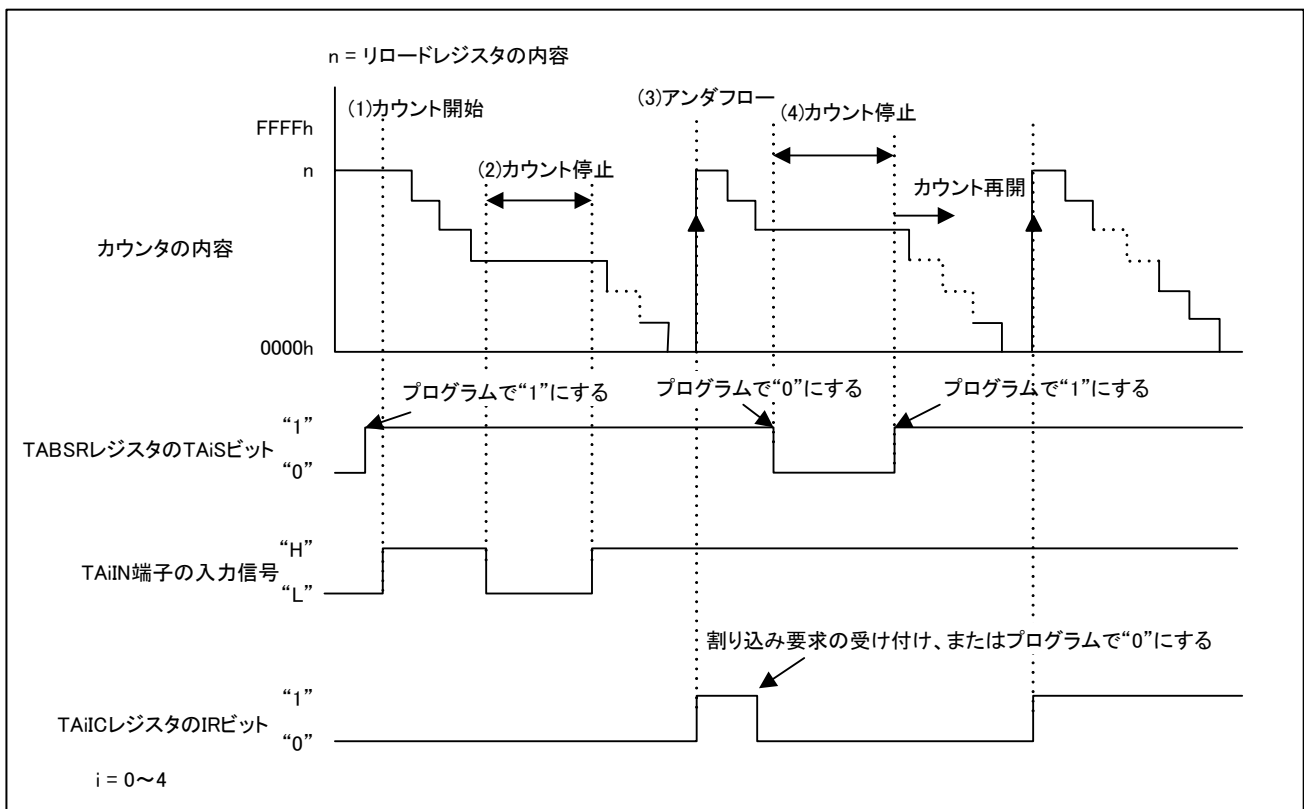 n = リロードレジスタの内容
(1)カウント開始
(3)アンダフロー
(4)カウント停止
FFFFh
n
(2)カウント停止
カウント再開
カウンタの内容
0000h
プログラムで“1”にする
プログラムで“0”にする
プログラムで“1”にする
“1”
TABSRレジスタのTAiSビット
“0”
“H”
TAiIN端子の入力信号
“L”
割り込み要求の受け付け、またはプログラムで“0”にする
“1”
TAiICレジスタのIRビット
“0”
i = 0～4